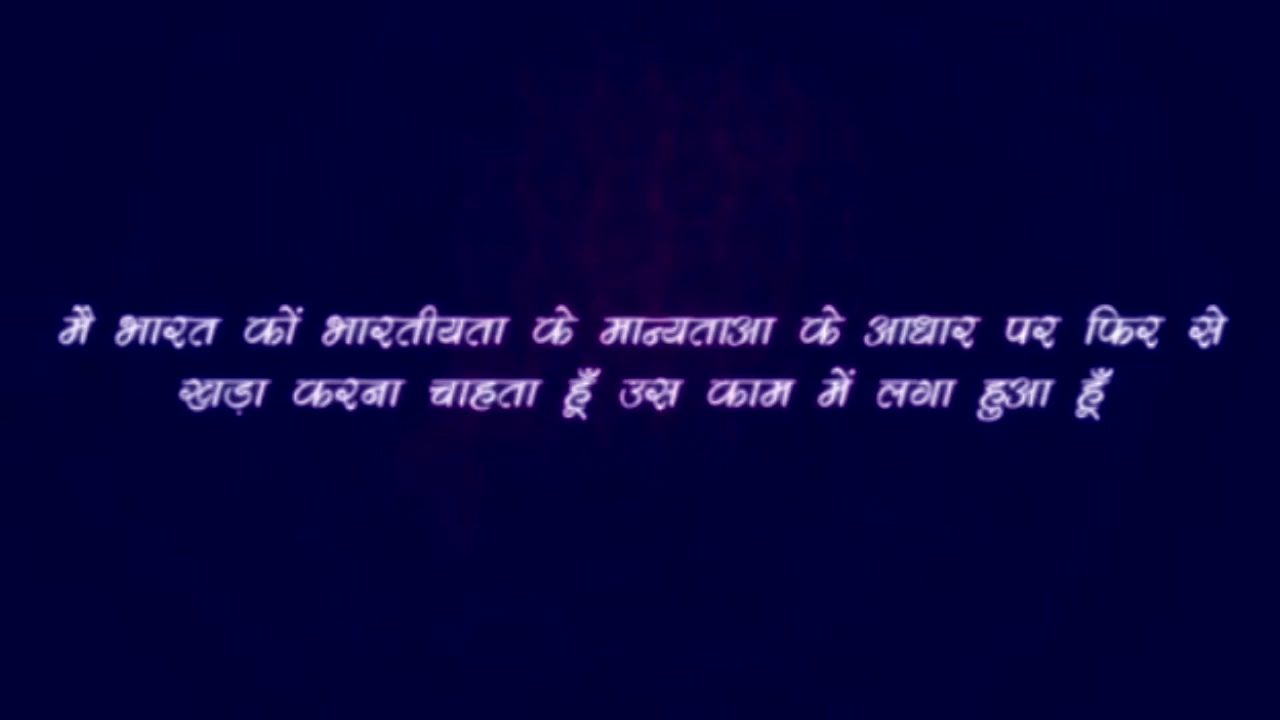 मै भारत कों भारतीयता के मान्यताआ के आधार पर फिर से
खड़ा करना चाहता हूँ उस काम में लगा हुआ हूँ